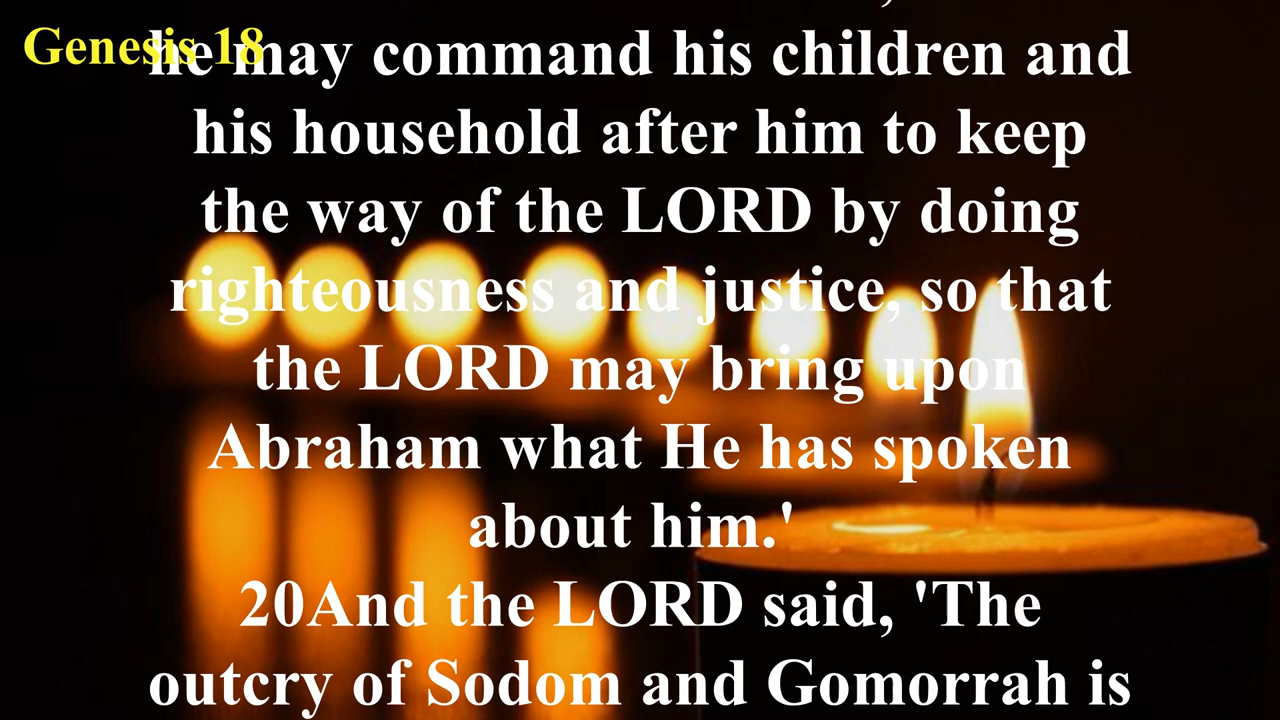 Genesis 18
he may command his children and
his household after him to keep
the way of the LORD by doing
righteousness and justice, so that
the LORD may bring upon
Abraham what He has spoken
about him.'
20And the LORD said, 'The
outcry of Sodom and Gomorrah is